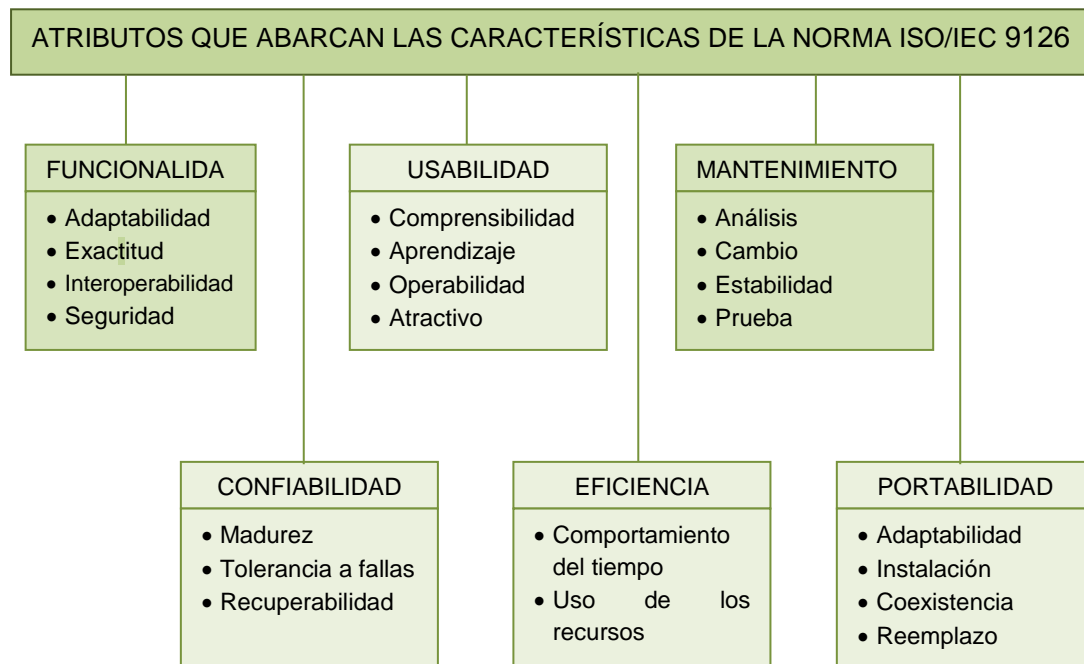 ATRIBUTOS QUE ABARCAN LAS CARACTERÍSTICAS DE LA NORMA ISO/IEC 9126
FUNCIONALIDA
• Adaptabilidad
• Exactitud
• Interoperabilidad
• Seguridad
USABILIDAD
• Comprensibilidad
• Aprendizaje
• Operabilidad
• Atractivo
MANTENIMIENTO
• Análisis
• Cambio
• Estabilidad
• Prueba
CONFIABILIDAD
• Madurez
• Tolerancia a fallas
• Recuperabilidad
EFICIENCIA
• Comportamiento
del tiempo
• Uso de los
recursos
PORTABILIDAD
• Adaptabilidad
• Instalación
• Coexistencia
• Reemplazo